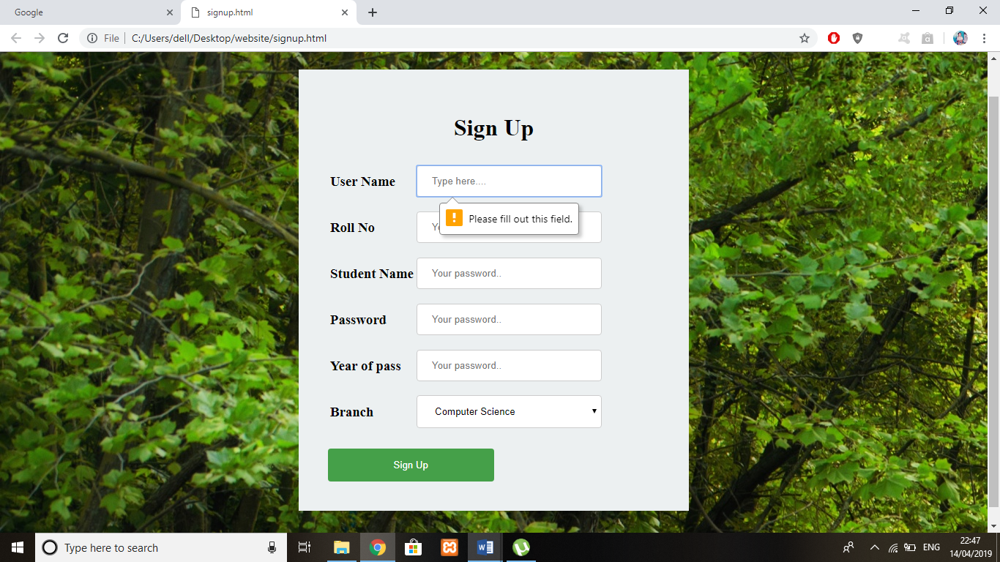 Google
signup.html
File
C:/Users/dell/Desktop/website/signup.html
Sign Up
User Name
Type here....
Please fill out this field.
Roll No
Student Name
Your password..
Password
Your password..
Year of pass
Your password..
Branch
Computer Science
Sign Up
Type here to search
ENG
22:47
14/04/2019